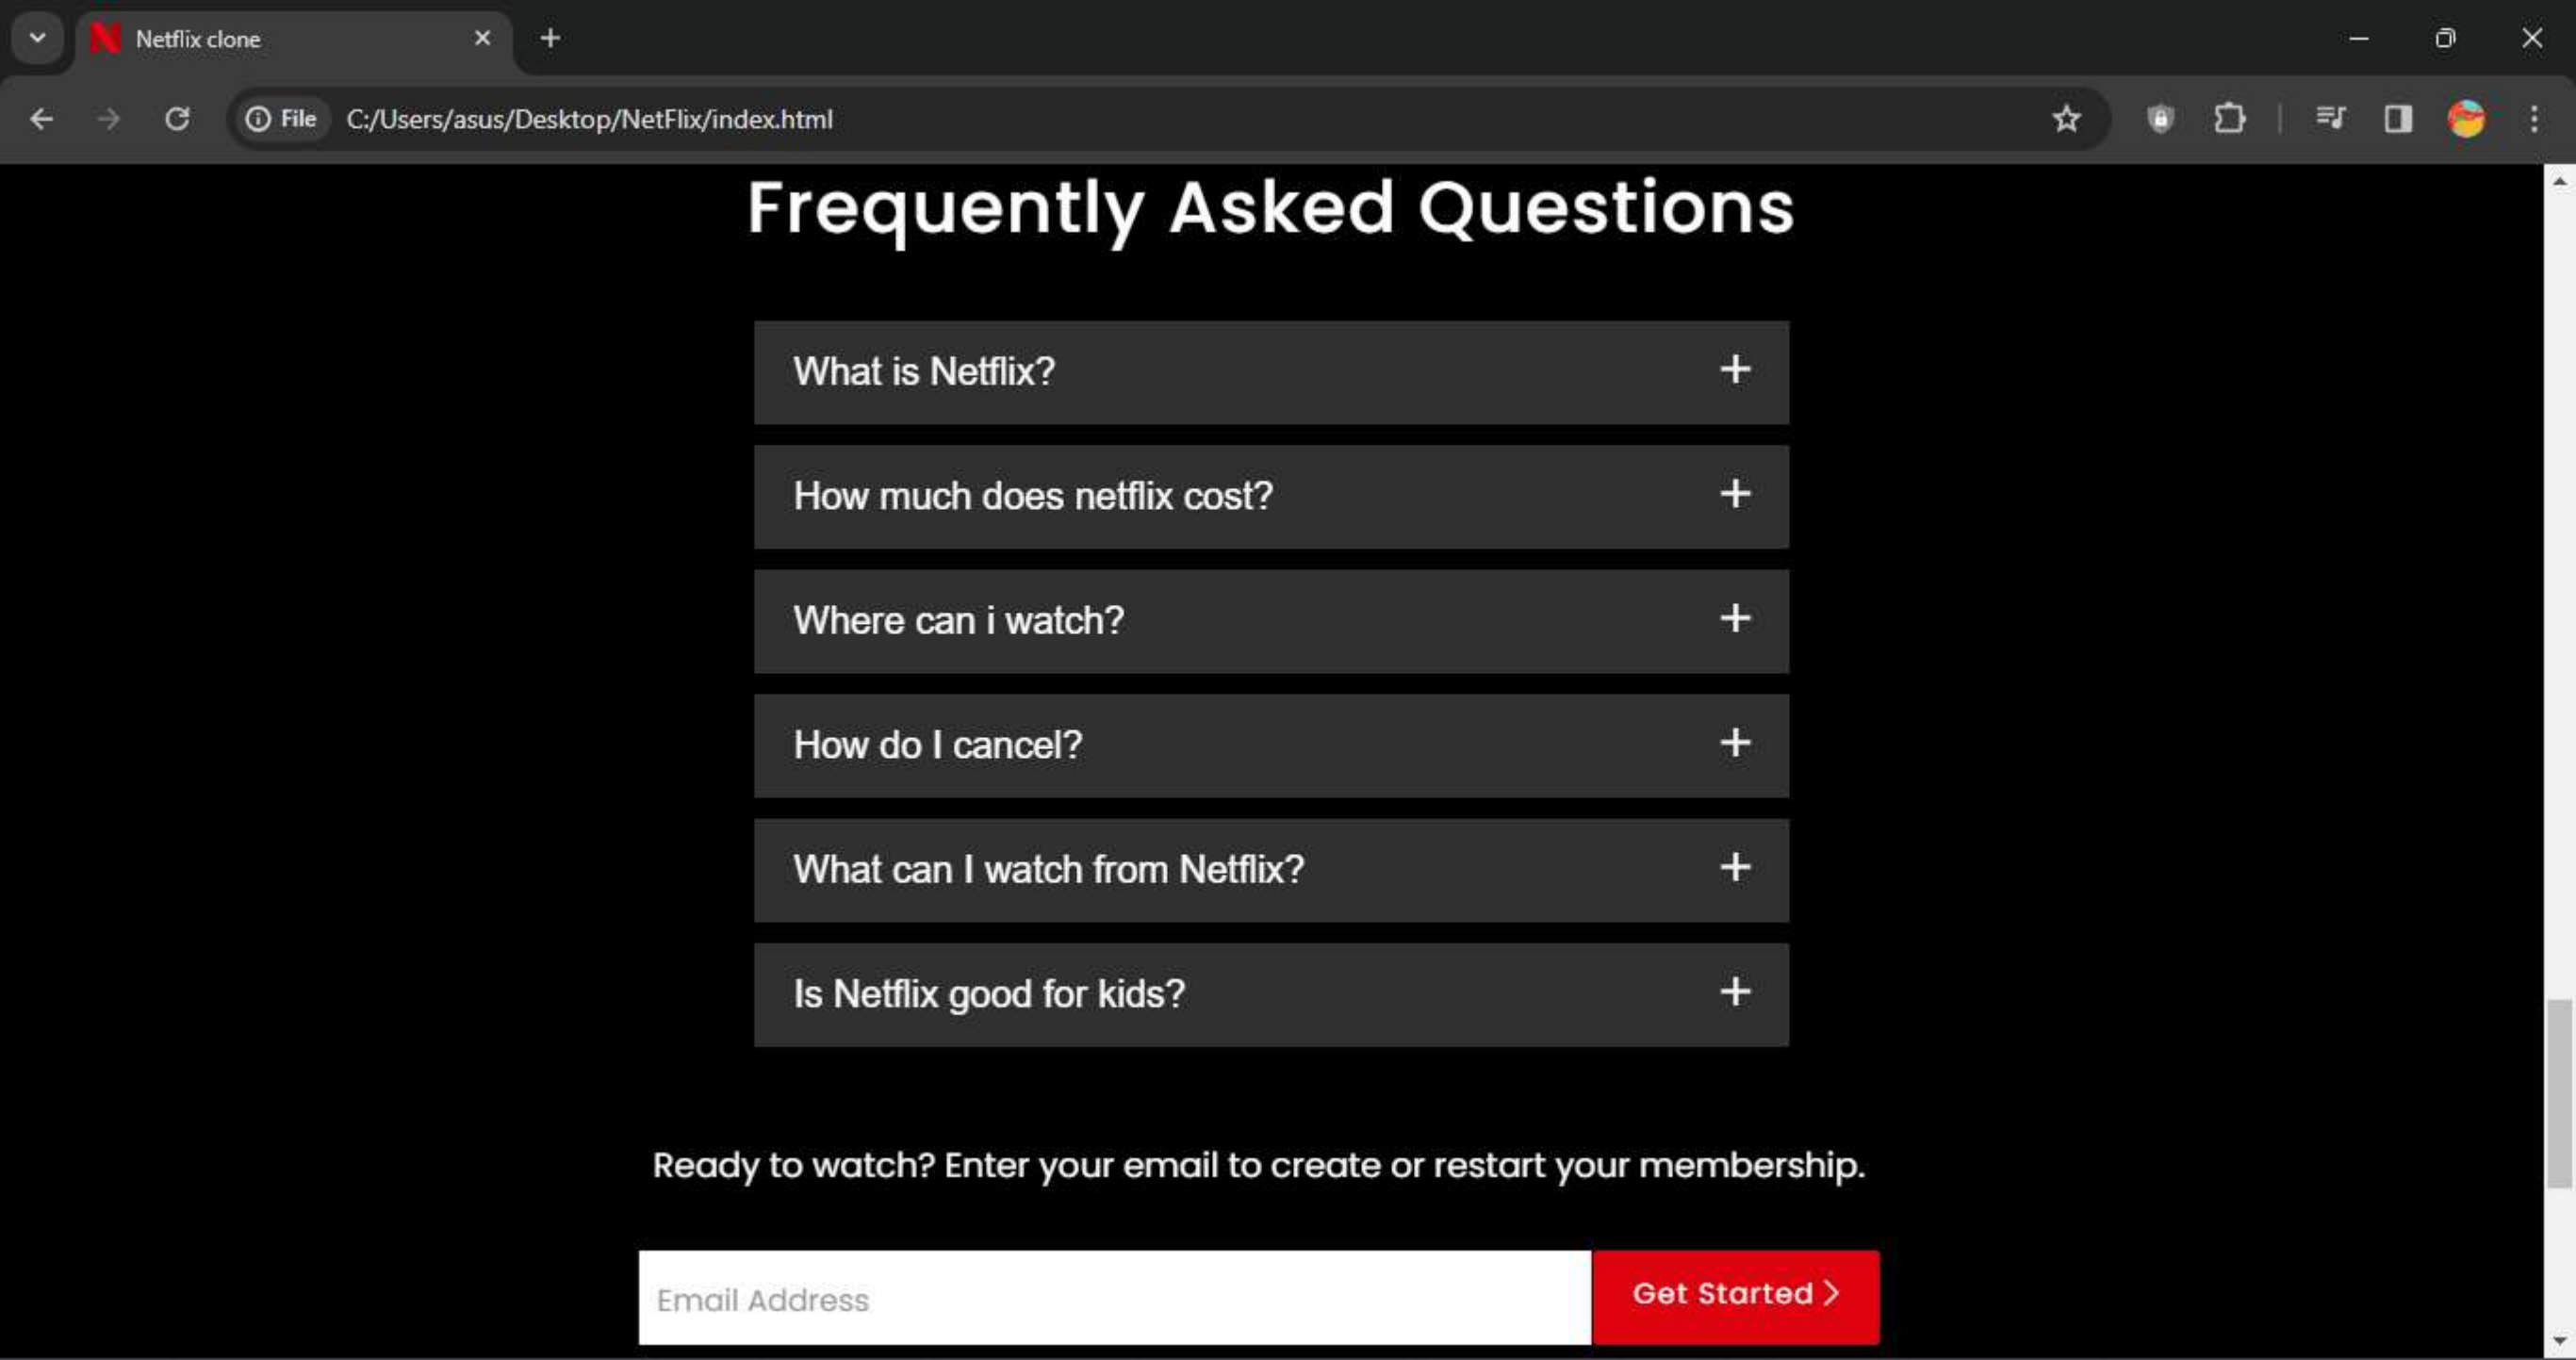 Netflix clone
File C:/Users/asus/Desktop/NetFlix/index.html
Frequently Asked Questions
What is Netflix? +
How much does netflix cost? +
Where can i watch? +
How do I cancel? +
What can I watch from Netflix? +
Is Netflix good for kids? +
Ready to watch? Enter your email to create or restart your membership.
Email Address
Get Started >